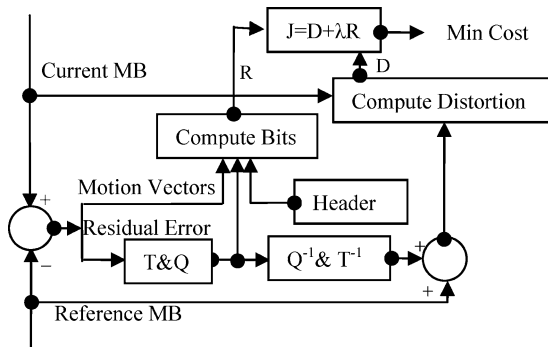 J=D+λR
Min Cost
R
D
Current MB
Compute Distortion
Compute Bits
+
Motion Vectors
Header
Residual Error
−
T&Q
Q⁻¹& T⁻¹
+
+
Reference MB